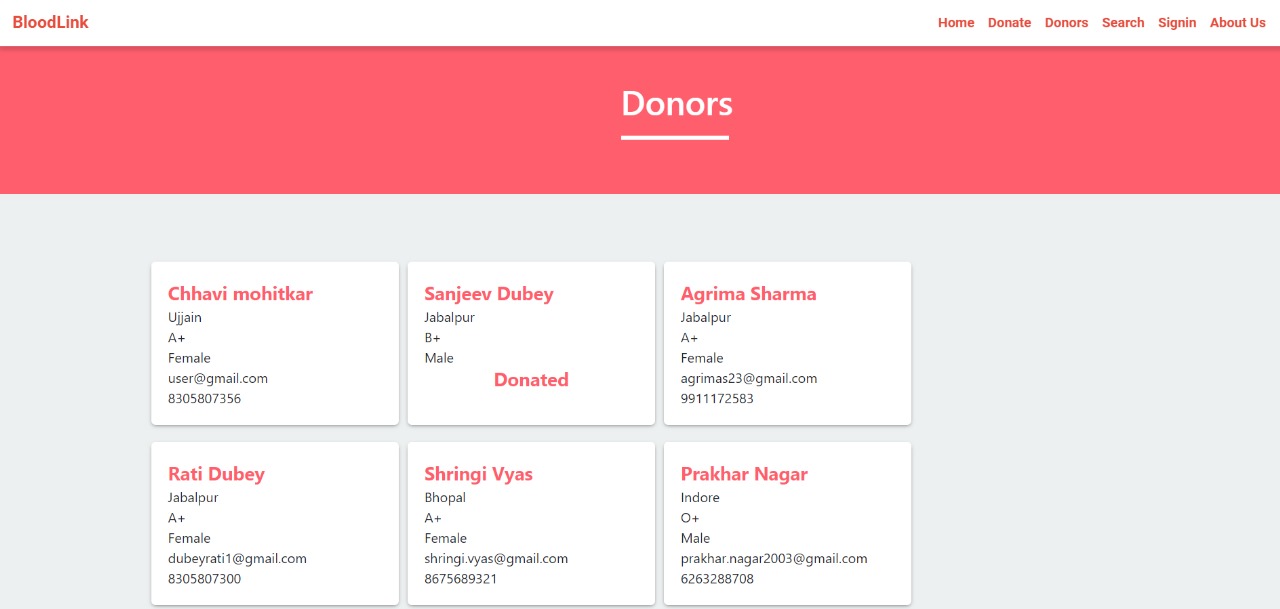 BloodLink
Home Donate Donors Search Signin About Us
Donors
Chhavi mohitkar
Ujjain
A+
Female
user@gmail.com
8305807356
Sanjeev Dubey
Jabalpur
B+
Male
Donated
Agrima Sharma
Jabalpur
A+
Female
agrimas23@gmail.com
9911172583
Rati Dubey
Jabalpur
A+
Female
dubeyrati1@gmail.com
8305807300
Shringi Vyas
Bhopal
A+
Female
shringi.vyas@gmail.com
8675689321
Prakhar Nagar
Indore
O+
Male
prakhar.nagar2003@gmail.com
6263288708